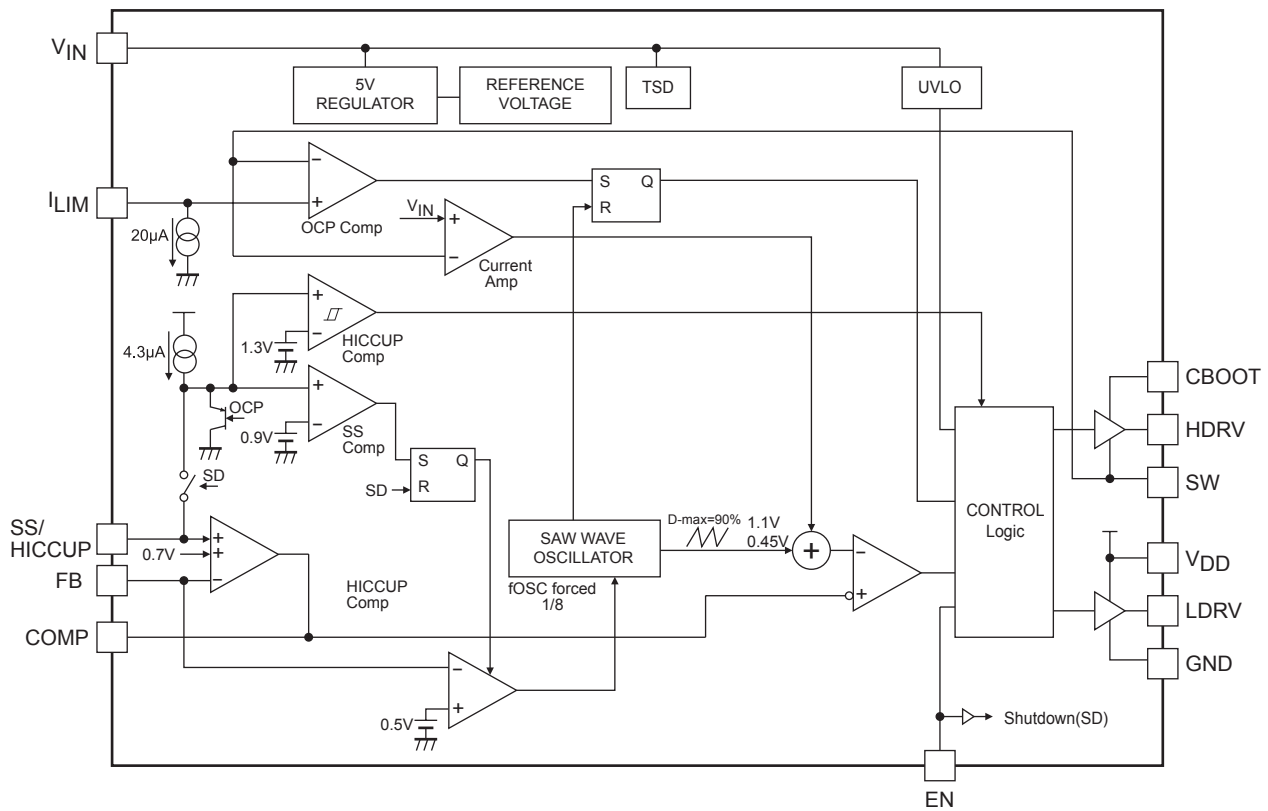 VIN
5V
REGULATOR
REFERENCE
VOLTAGE
TSD
UVLO
ILIM
20µA
−
+
OCP Comp
S
Q
R
VIN
+
−
Current
Amp
4.3µA
+
−
1.3V
HICCUP
Comp
OCP
+
−
0.9V
SS
Comp
S
Q
R
SD
SD
SS/
HICCUP
0.7V
+
+
−
FB
COMP
HICCUP
Comp
SAW WAVE
OSCILLATOR
fOSC forced
1/8
D-max=90%
1.1V
0.45V
+
−
+
−
+
0.5V
CONTROL
Logic
CBOOT
HDRV
SW
VDD
LDRV
GND
Shutdown(SD)
EN